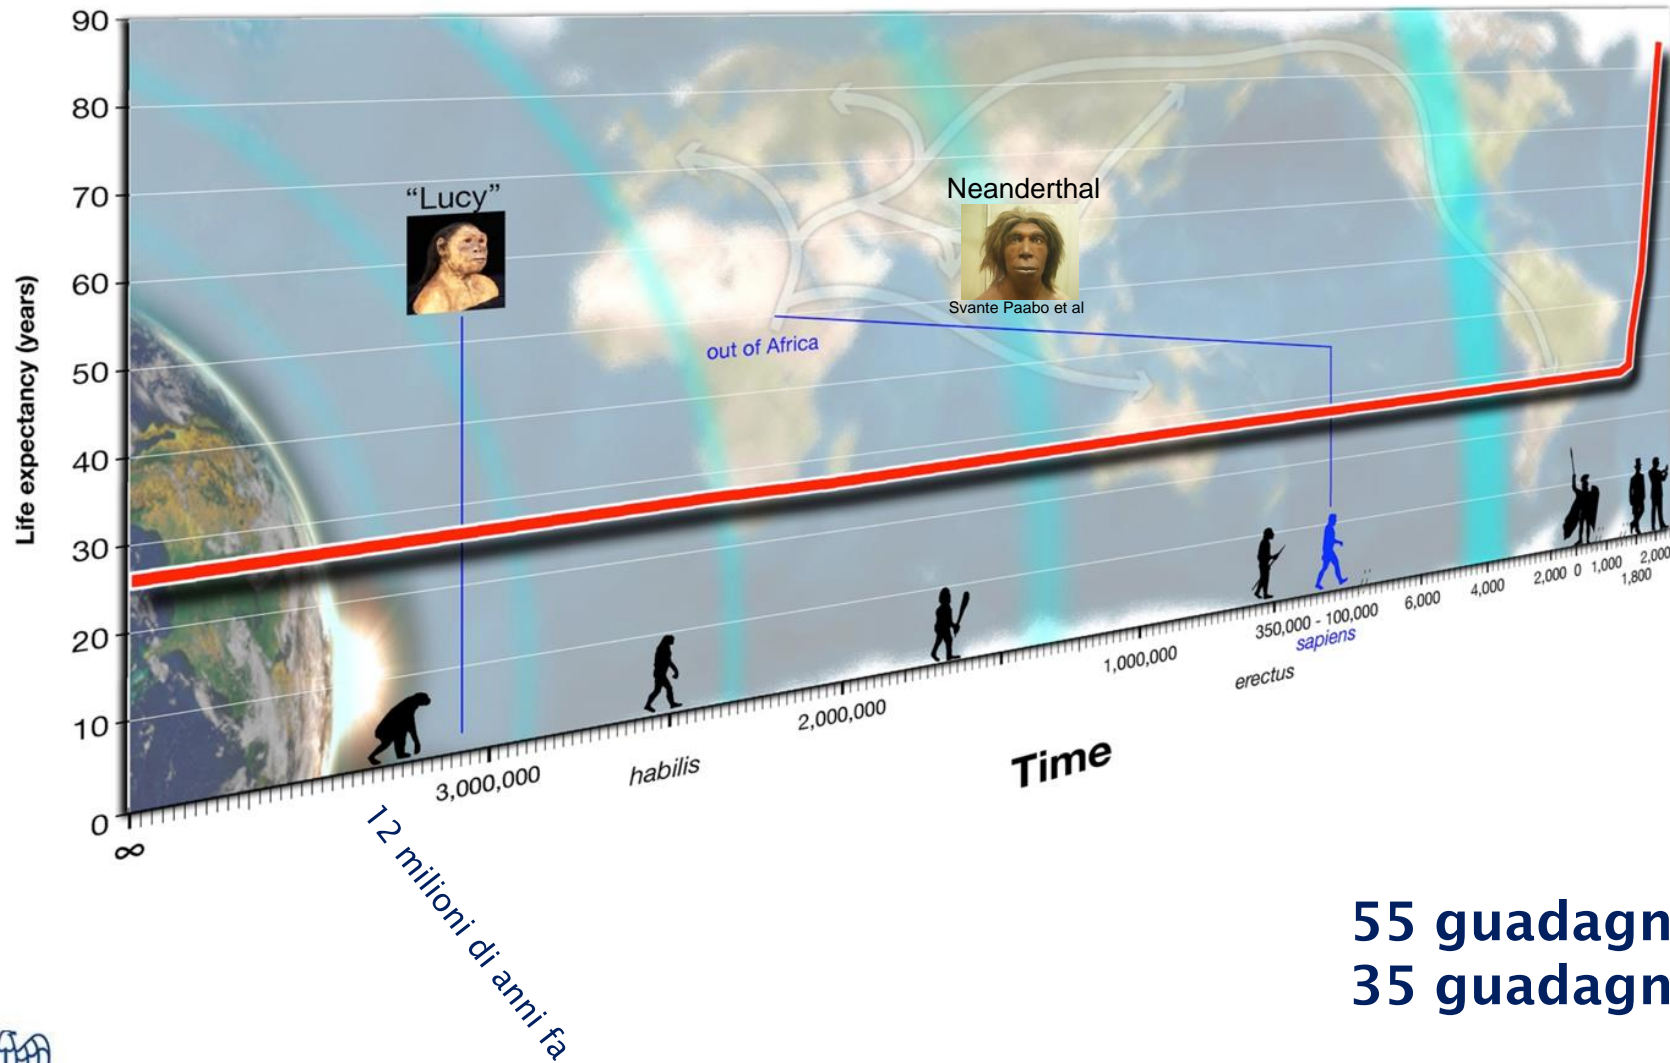 90
80
70
60
50
40
30
20
10
0
∞
Life expectancy (years)
“Lucy”
Neanderthal
Svante Paabo et al
out of Africa
3,000,000
2,000,000
1,000,000
350,000 - 100,000
6,000
4,000
2,000
0
1,000
1,800
2,000
habilis
erectus
sapiens
Time
12 milioni di anni fa
55 guadagn
35 guadagn